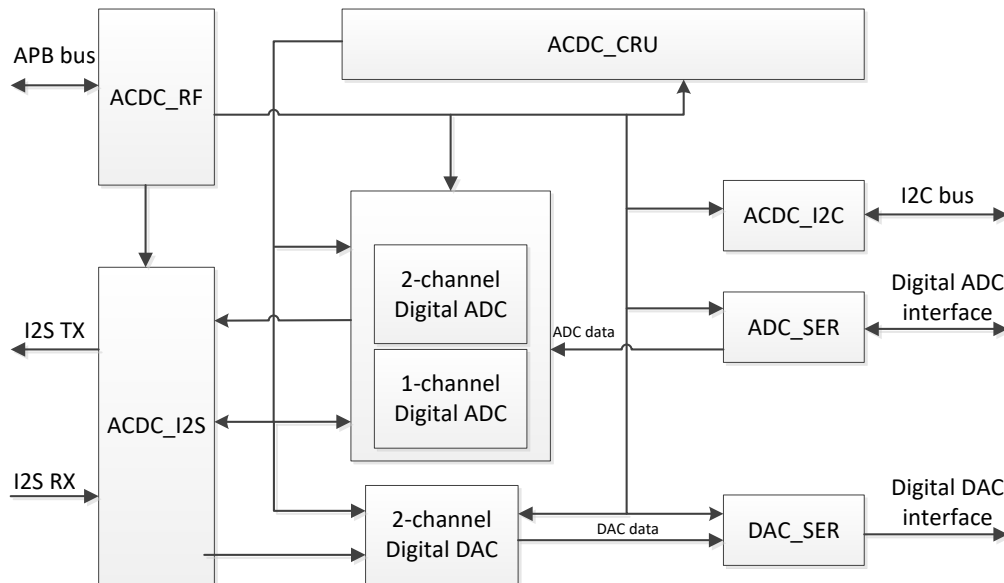 APB bus
ACDC_RF
ACDC_CRU
ACDC_I2C
I2C bus
2-channel
Digital ADC
ADC data
ADC_SER
Digital ADC
interface
I2S TX
1-channel
Digital ADC
ACDC_I2S
I2S RX
2-channel
Digital DAC
DAC data
DAC_SER
Digital DAC
interface